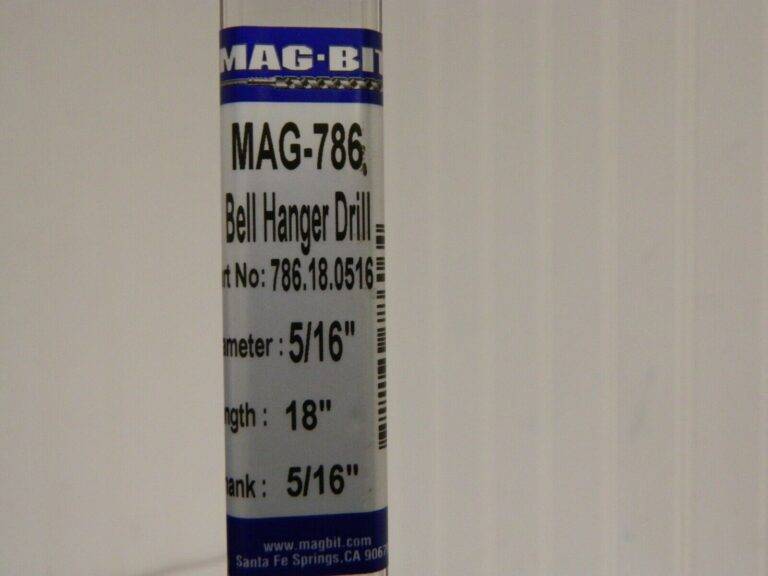 MAG·BIT
MAG-786
Bell Hanger Drill
rt No: 786.18.0516
ameter : 5/16"
ngth : 18"
hank : 5/16"
www.magbit.com
Santa Fe Springs,CA 9067